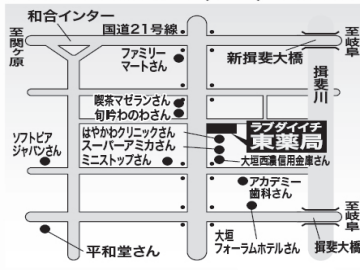 和合インター
国道21号線
至関ヶ原
至岐阜
ファミリー
マートさん
新揖斐大橋
揖斐川
喫茶マゼランさん
旬吟わのわさん
はやかわクリニックさん
スーパーアミカさん
ミニストップさん
ラブダイイチ
東薬局
大垣西濃信用金庫さん
ソフトピア
ジャパンさん
アカデミー
歯科さん
至岐阜
平和堂さん
大垣
フォーラムホテルさん
揖斐大橋